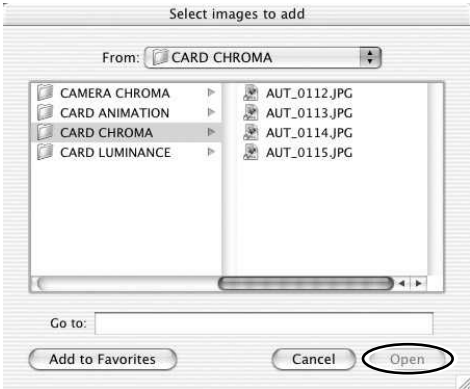 Select images to add
From: CARD CHROMA
CAMERA CHROMA
CARD ANIMATION
CARD CHROMA
CARD LUMINANCE
AUT_0112.JPG
AUT_0113.JPG
AUT_0114.JPG
AUT_0115.JPG
Go to:
Add to Favorites
Cancel
Open